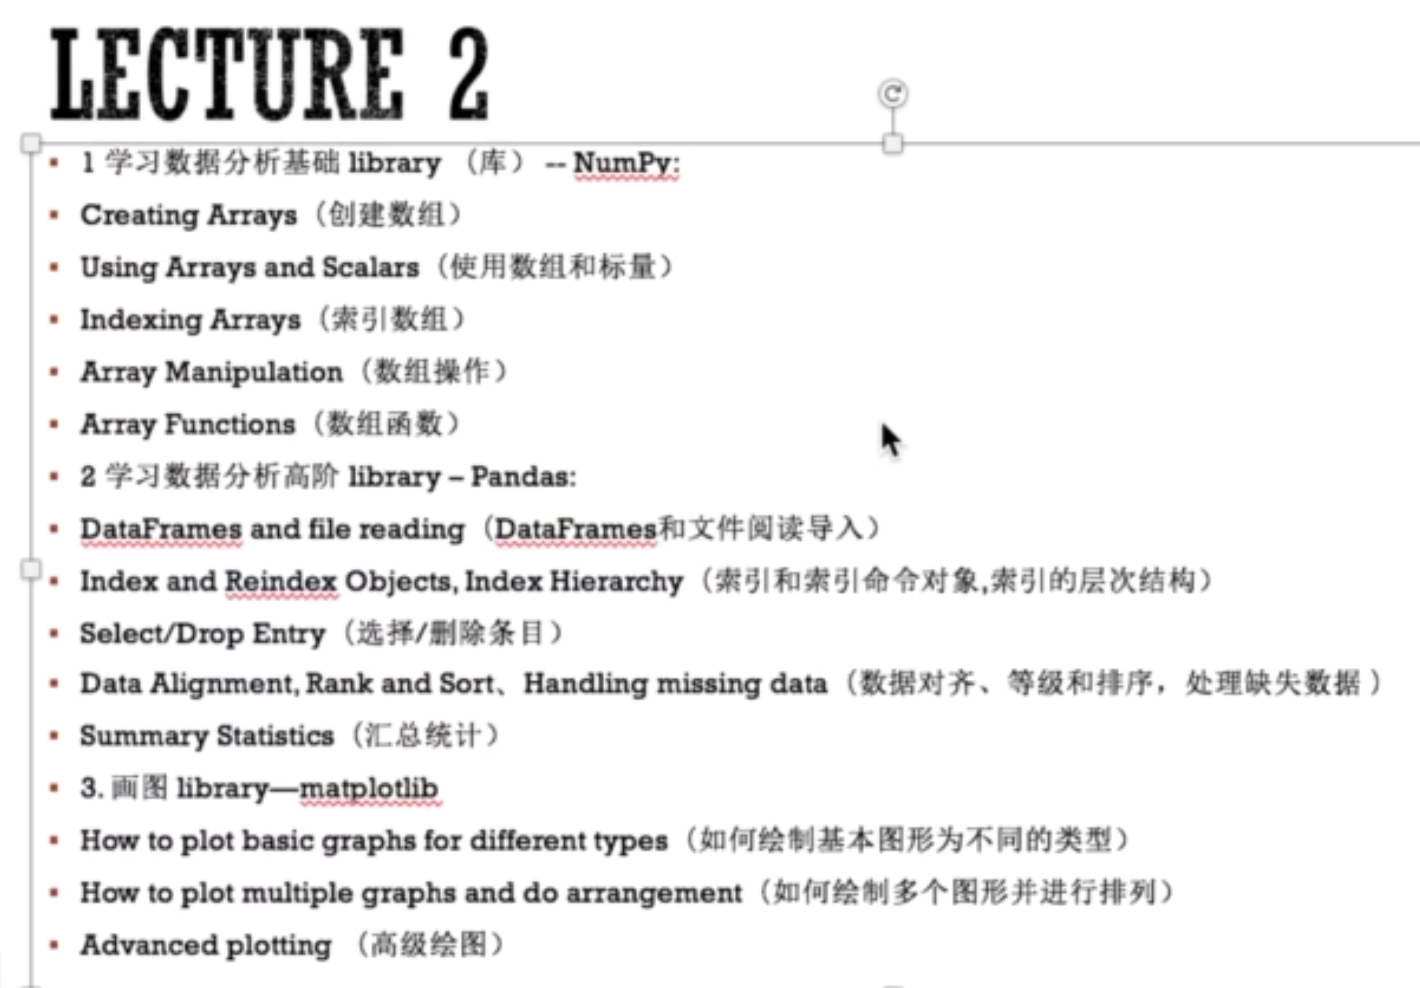 LECTURE 2
1 学习数据分析基础 library （库） -- NumPy:
Creating Arrays（创建数组）
Using Arrays and Scalars（使用数组和标量）
Indexing Arrays（索引数组）
Array Manipulation（数组操作）
Array Functions（数组函数）
2 学习数据分析高阶 library – Pandas:
DataFrames and file reading（DataFrames和文件阅读导入）
Index and Reindex Objects, Index Hierarchy（索引和索引命令对象,索引的层次结构）
Select/Drop Entry（选择/删除条目）
Data Alignment, Rank and Sort、Handling missing data（数据对齐、等级和排序，处理缺失数据 ）
Summary Statistics（汇总统计）
3. 画图 library—matplotlib
How to plot basic graphs for different types（如何绘制基本图形为不同的类型）
How to plot multiple graphs and do arrangement（如何绘制多个图形并进行排列）
Advanced plotting （高级绘图）